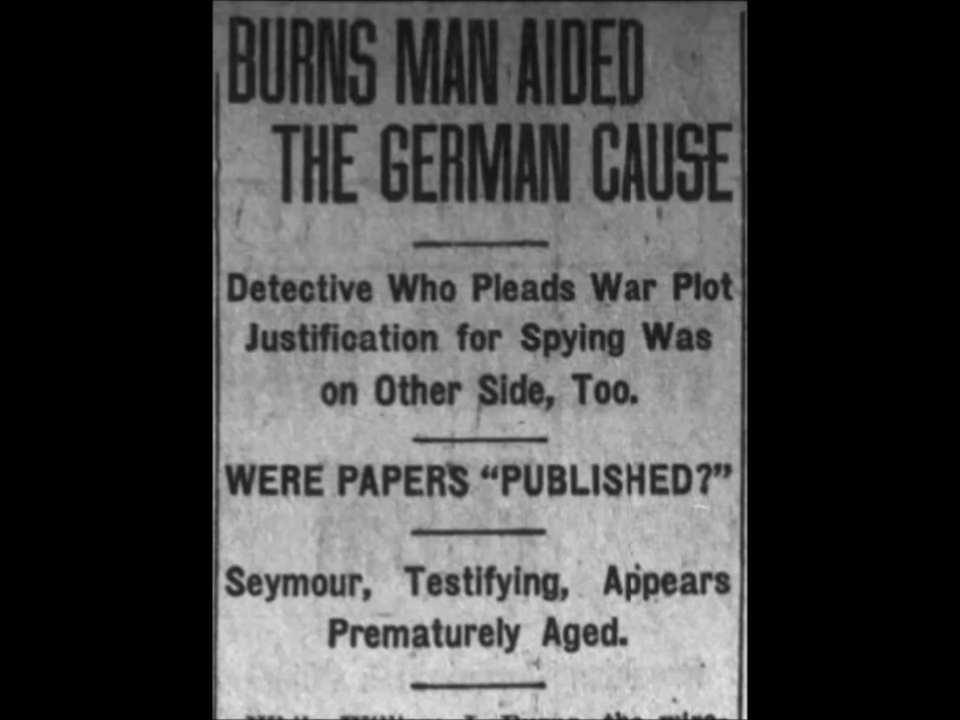 BURNS MAN AIDED
THE GERMAN CAUSE
Detective Who Pleads War Plot
Justification for Spying Was
on Other Side, Too.
WERE PAPERS "PUBLISHED?"
Seymour, Testifying, Appears
Prematurely Aged.